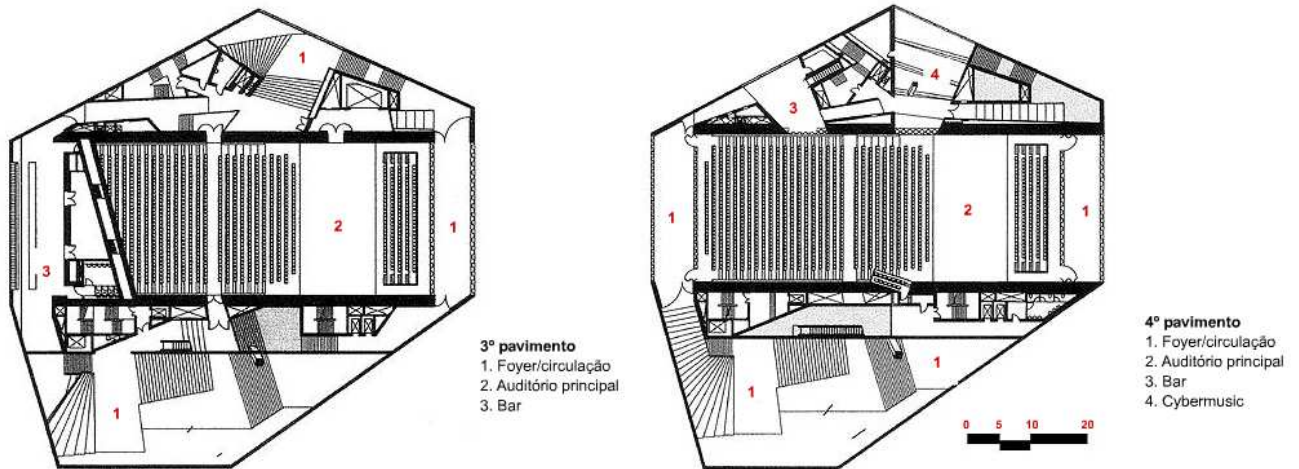 1
2
1
3
1
3º pavimento
1. Foyer/circulação
2. Auditório principal
3. Bar
4
3
1
2
1
1
1
4º pavimento
1. Foyer/circulação
2. Auditório principal
3. Bar
4. Cybermusic
0 5 10 20